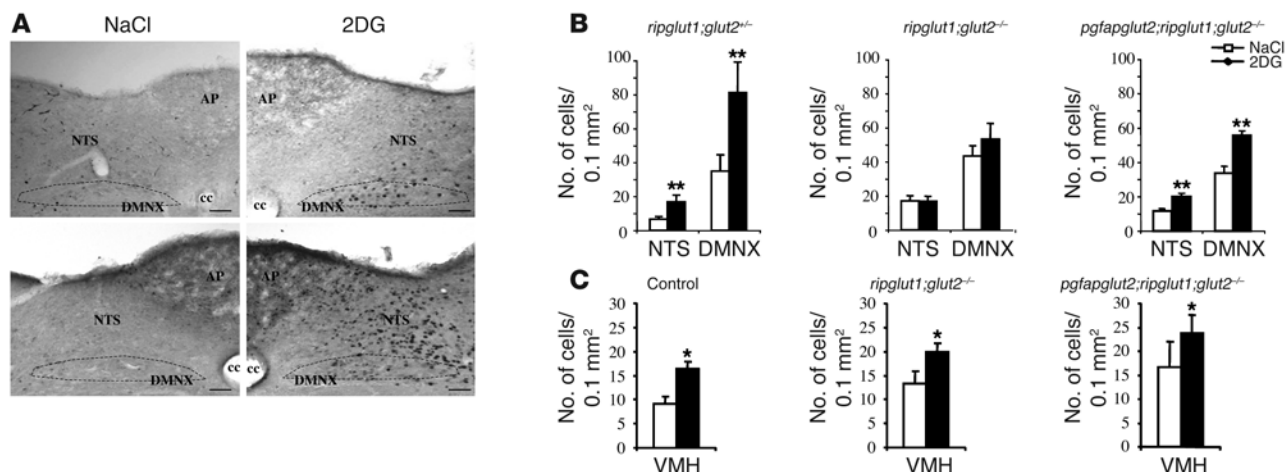 A
NaCl
2DG
AP
NTS
DMNX
cc
AP
NTS
DMNX
cc
AP
NTS
DMNX
cc
AP
NTS
DMNX
cc
B
ripglut1;glut2+/–
No. of cells/
0.1 mm2
100
80
60
40
20
0
**
**
NTS DMNX
ripglut1;glut2–/–
No. of cells/
0.1 mm2
100
80
60
40
20
0
NTS DMNX
pgfapglut2;ripglut1;glut2–/–
NaCl
2DG
No. of cells/
0.1 mm2
100
80
60
40
20
0
**
**
NTS DMNX
C
Control
No. of cells/
0.1 mm2
30
25
20
15
10
5
0
*
VMH
ripglut1;glut2–/–
No. of cells/
0.1 mm2
30
25
20
15
10
5
0
*
VMH
pgfapglut2;ripglut1;glut2–/–
No. of cells/
0.1 mm2
30
25
20
15
10
5
0
*
VMH